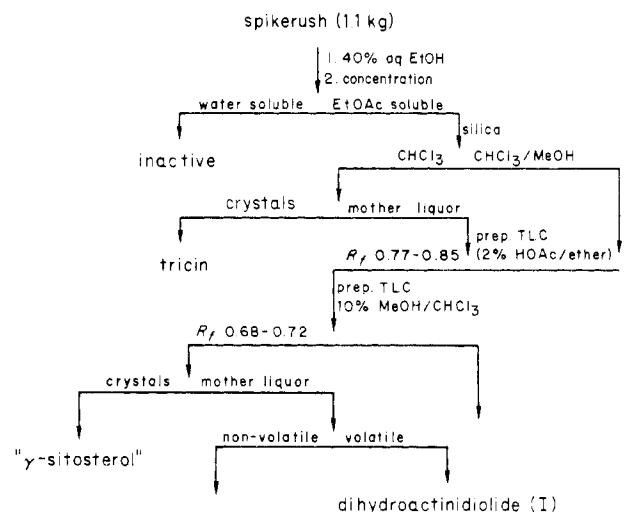 spikerush (1.1 kg)
1. 40% aq EtOH
2. concentration
water soluble EtOAc soluble
silica
inactive
CHCl₃ CHCl₃/MeOH
crystals mother liquor
tricin
prep. TLC
Rf 0.77-0.85 (2% HOAc/ether)
prep. TLC
10% MeOH/CHCl₃
Rf 0.68-0.72
crystals mother liquor
"γ-sitosterol"
non-volatile volatile
dihydroactinidiolide (I)